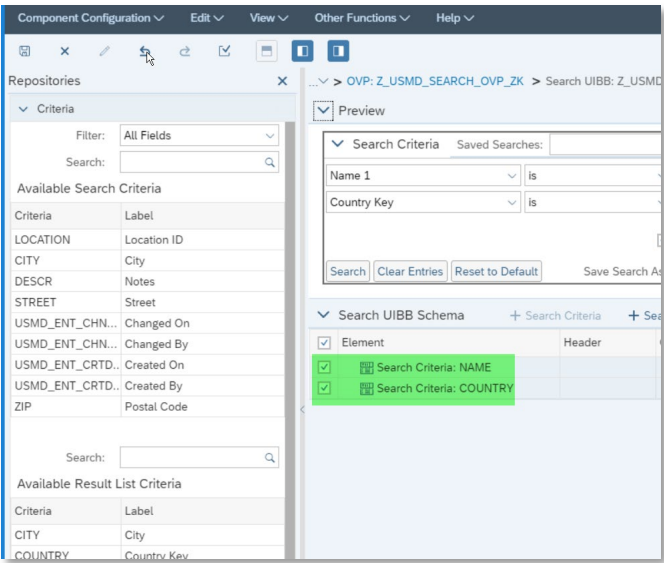 Component Configuration Edit View Other Functions Help
Repositories
Criteria
Filter: All Fields
Search:
Available Search Criteria
Criteria Label
LOCATION Location ID
CITY City
DESCR Notes
STREET Street
USMD_ENT_CHN... Changed On
USMD_ENT_CHN... Changed By
USMD_ENT_CRTD.. Created On
USMD_ENT_CRTD.. Created By
ZIP Postal Code
Search:
Available Result List Criteria
Criteria Label
CITY City
COUNTRY Country Key
... > OVP: Z_USMD_SEARCH_OVP_ZK > Search UIBB: Z_USMD
Preview
Search Criteria Saved Searches:
Name 1 is
Country Key is
Search Clear Entries Reset to Default Save Search As
Search UIBB Schema + Search Criteria + Sea
Element Header
Search Criteria: NAME
Search Criteria: COUNTRY